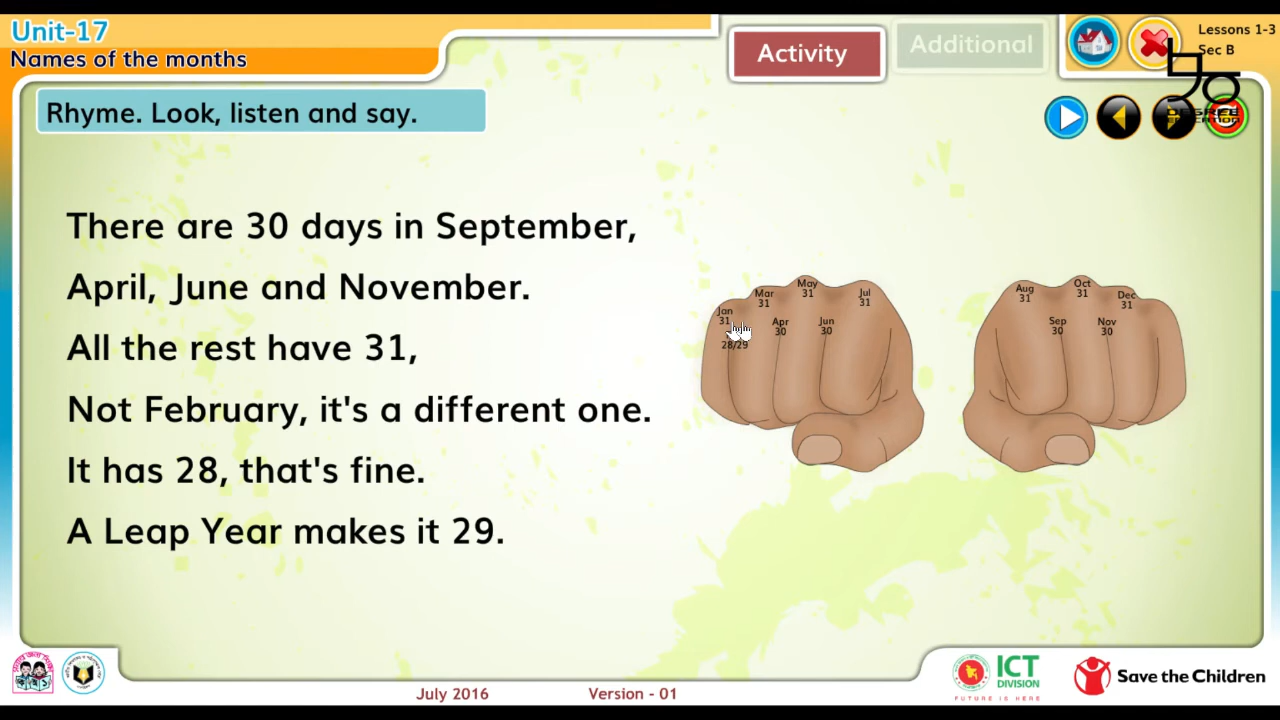 Unit-17
Names of the months
Activity
Additional
Lessons 1-3
Sec B
Rhyme. Look, listen and say.
There are 30 days in September,
April, June and November.
All the rest have 31,
Not February, it's a different one.
It has 28, that's fine.
A Leap Year makes it 29.
Jan
31
28/29
Mar
31
Apr
30
May
31
Jun
30
Jul
31
Aug
31
Sep
30
Oct
31
Nov
30
Dec
31
July 2016
Version - 01
ICT
DIVISION
FUTURE IS HERE
Save the Children